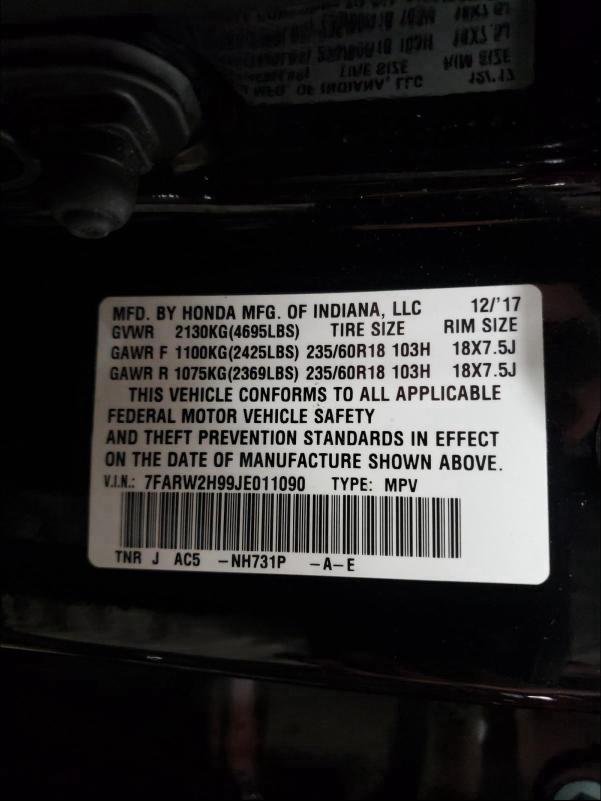 MFD. BY HONDA MFG. OF INDIANA, LLC 12/'17
GVWR 2130KG(4695LBS) TIRE SIZE RIM SIZE
GAWR F 1100KG(2425LBS) 235/60R18 103H 18X7.5J
GAWR R 1075KG(2369LBS) 235/60R18 103H 18X7.5J
THIS VEHICLE CONFORMS TO ALL APPLICABLE
FEDERAL MOTOR VEHICLE SAFETY
AND THEFT PREVENTION STANDARDS IN EFFECT
ON THE DATE OF MANUFACTURE SHOWN ABOVE.
V.I.N.: 7FARW2H99JE011090 TYPE: MPV
TNR J AC5 -NH731P -A-E